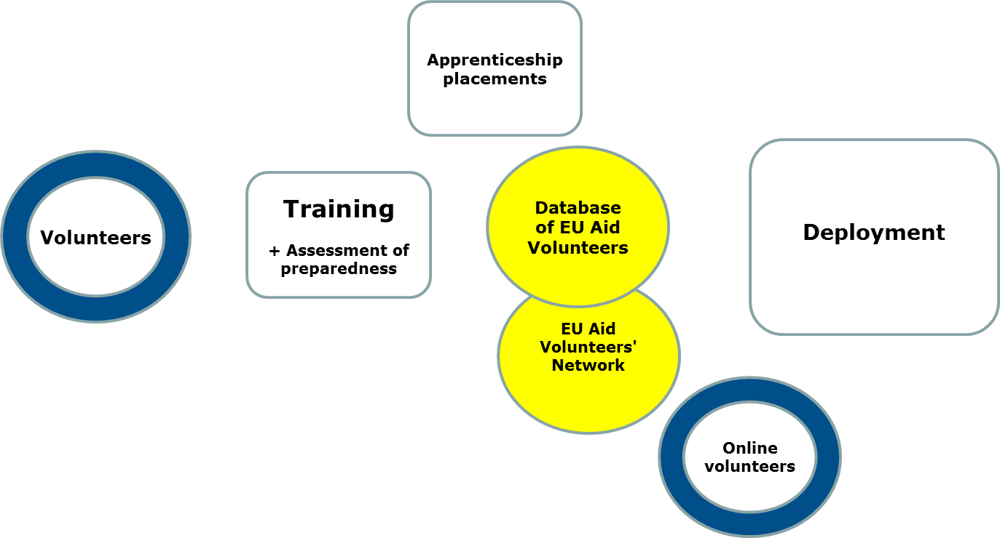 Apprenticeship
placements
Volunteers
Training
+ Assessment of
preparedness
Database
of EU Aid
Volunteers
Deployment
EU Aid
Volunteers'
Network
Online
volunteers